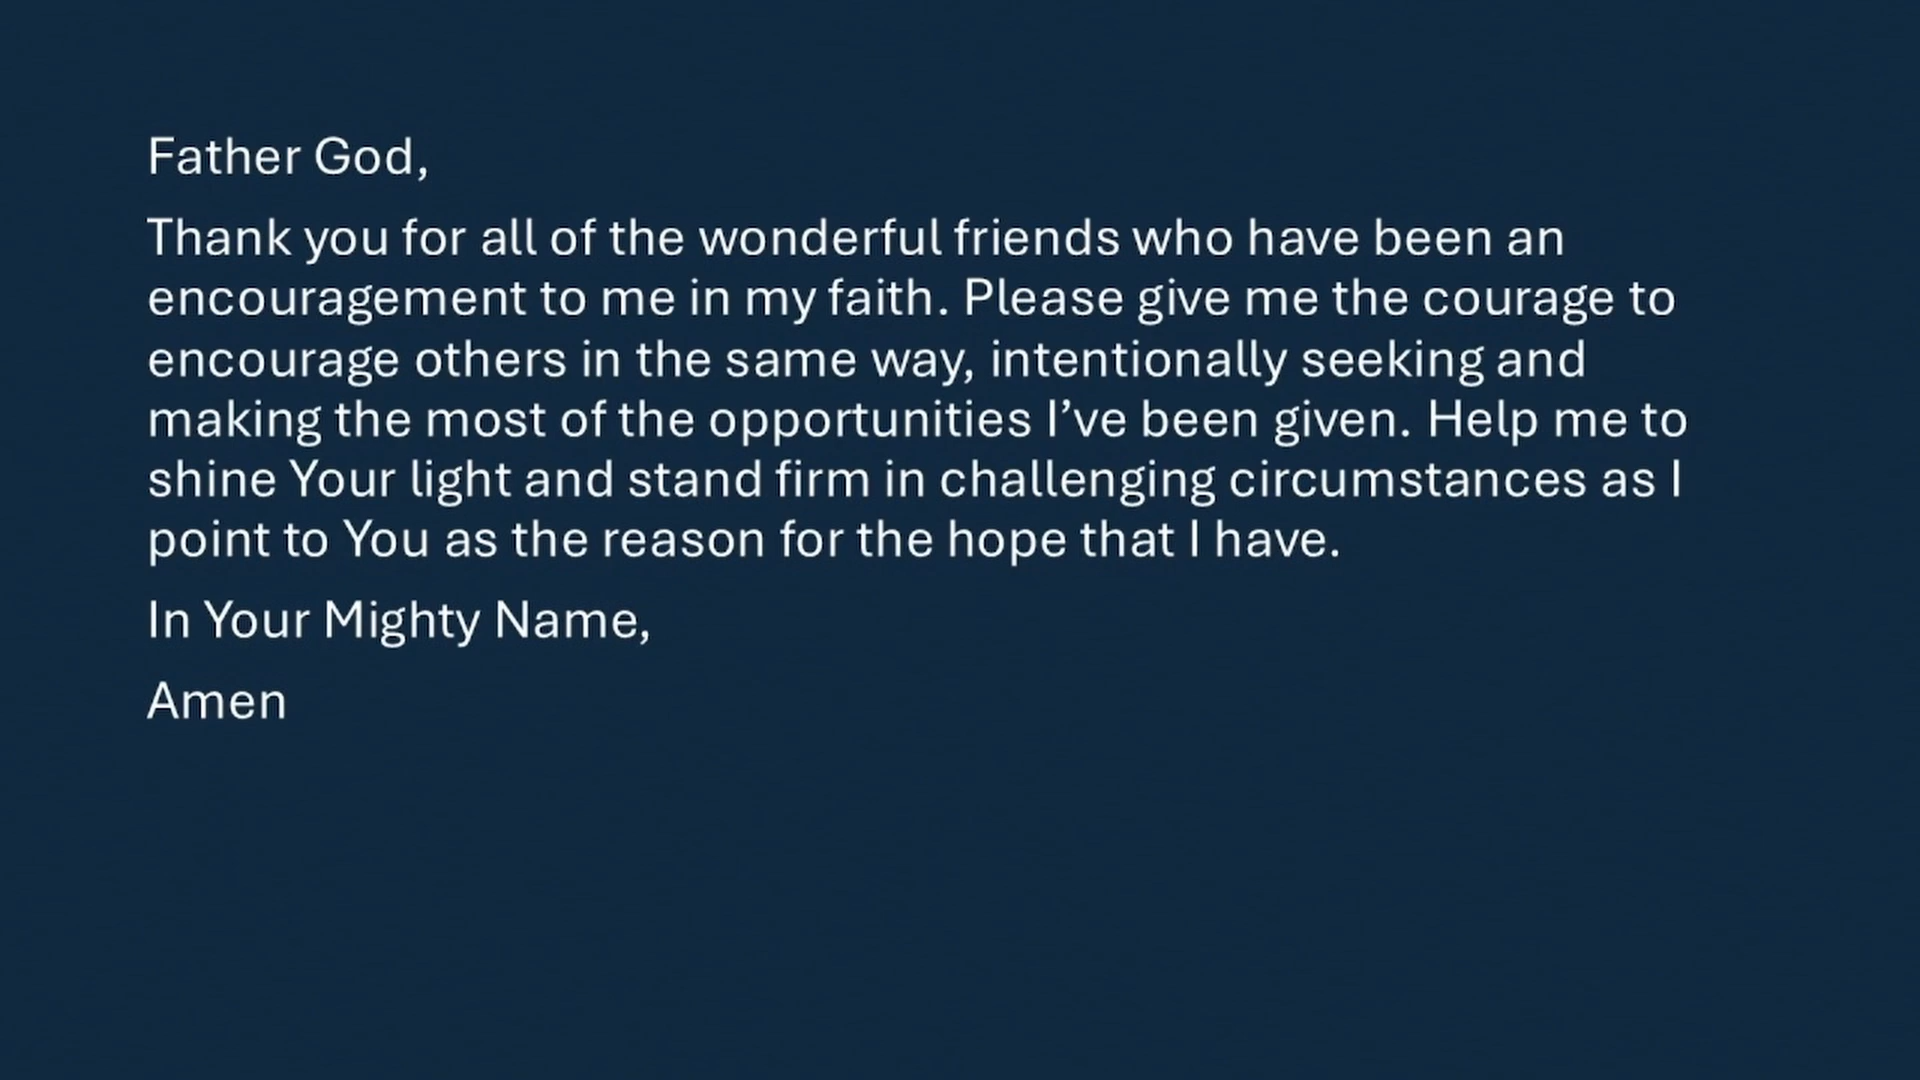 Father God,
Thank you for all of the wonderful friends who have been an
encouragement to me in my faith. Please give me the courage to
encourage others in the same way, intentionally seeking and
making the most of the opportunities I’ve been given. Help me to
shine Your light and stand firm in challenging circumstances as I
point to You as the reason for the hope that I have.
In Your Mighty Name,
Amen